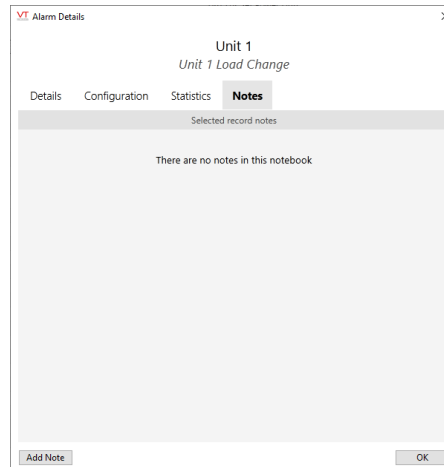 VT Alarm Details
Unit 1
Unit 1 Load Change
Details Configuration Statistics Notes
Selected record notes
There are no notes in this notebook
Add Note OK